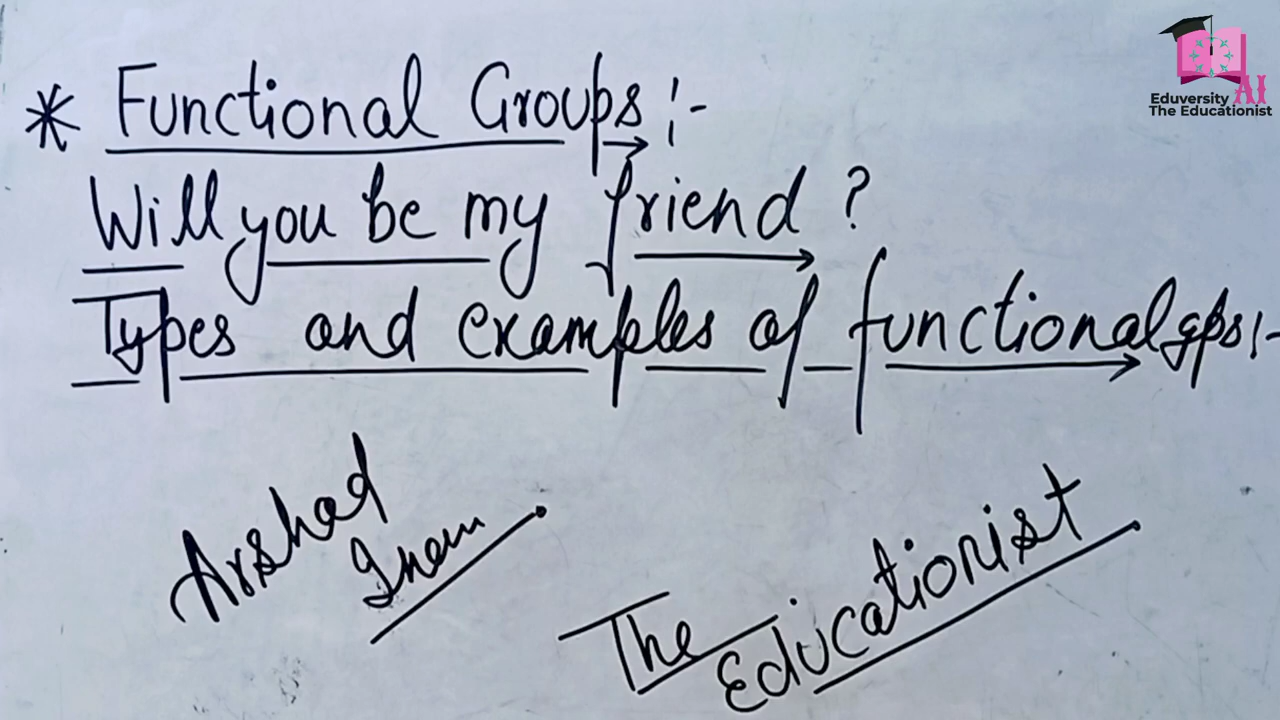 * Functional Groups :-
Will you be my friend ?
Types and examples of functional gps :-
Arshad
The
Educationist
Eduversity AI
The Educationist